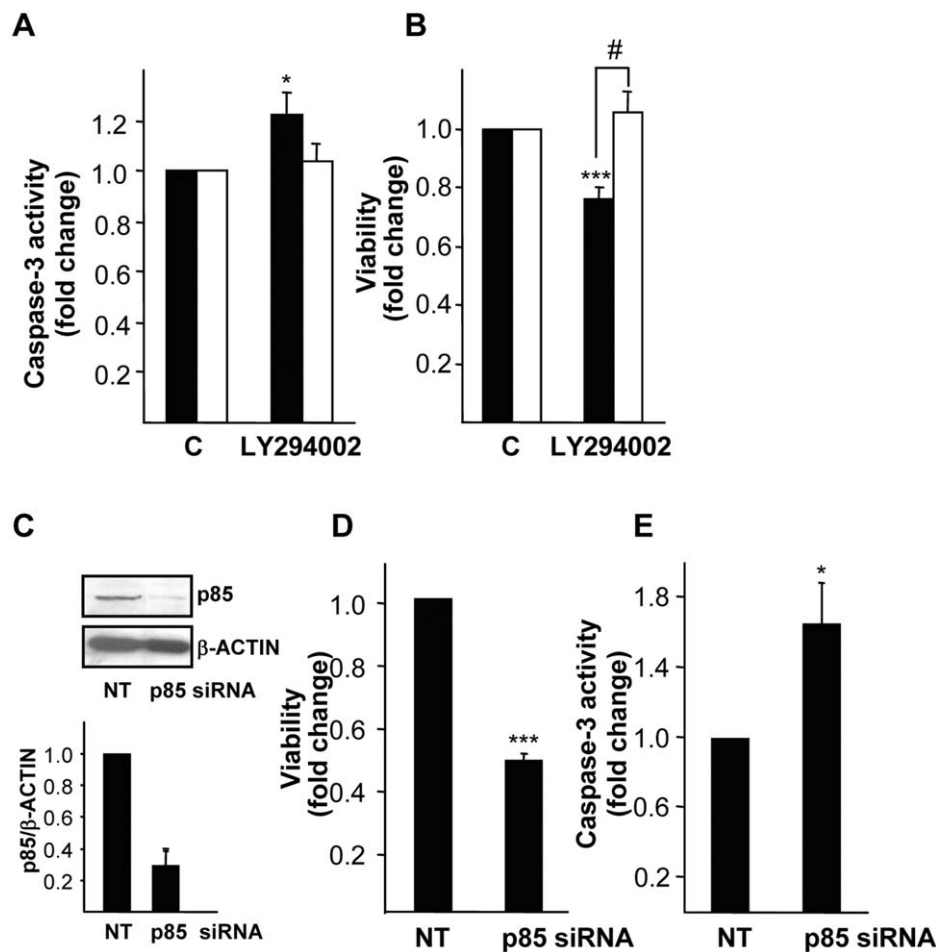 A
B
Caspase-3 activity
(fold change)
1.2
1.0
0.8
0.6
0.4
0.2
*
C
LY294002
Viability
(fold change)
1.0
0.8
0.6
0.4
0.2
***
#
C
LY294002
C
D
E
p85
β-ACTIN
NT
p85 siRNA
p85/β-ACTIN
1.0
0.8
0.6
0.4
0.2
NT
p85 siRNA
Viability
(fold change)
1.0
0.8
0.6
0.4
0.2
***
NT
p85 siRNA
Caspase-3 activity
(fold change)
1.8
1.4
1.0
0.6
0.2
*
NT
p85 siRNA